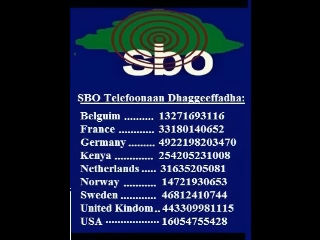 sbo
SBO Telefoonaan Dhaggeeffadha:
Belguim .......... 13271693116
France ............ 33180140652
Germany ......... 4922198203470
Kenya ............. 254205231008
Netherlands ..... 31635205081
Norway ........... 14721930653
Sweden ........... 46812410744
United Kindom .. 443309981115
USA ................... 16054755428